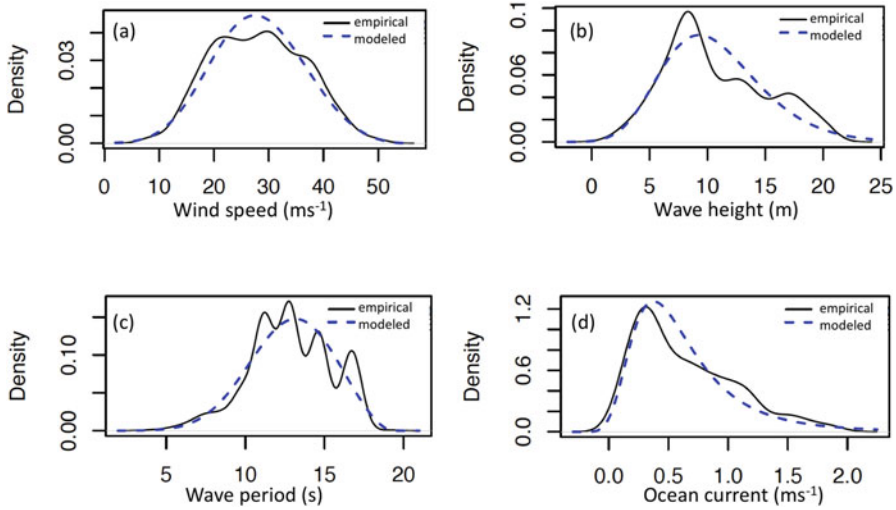 (a)
empirical
modeled
Density
0.00
0.03
0
10
20
30
40
50
Wind speed (ms⁻¹)
(b)
empirical
modeled
Density
0.00
0.06
0.1
0
5
10
15
20
25
Wave height (m)
(c)
empirical
modeled
Density
0.00
0.10
5
10
15
20
Wave period (s)
(d)
empirical
modeled
Density
0.0
0.6
1.2
0.0
0.5
1.0
1.5
2.0
Ocean current (ms⁻¹)